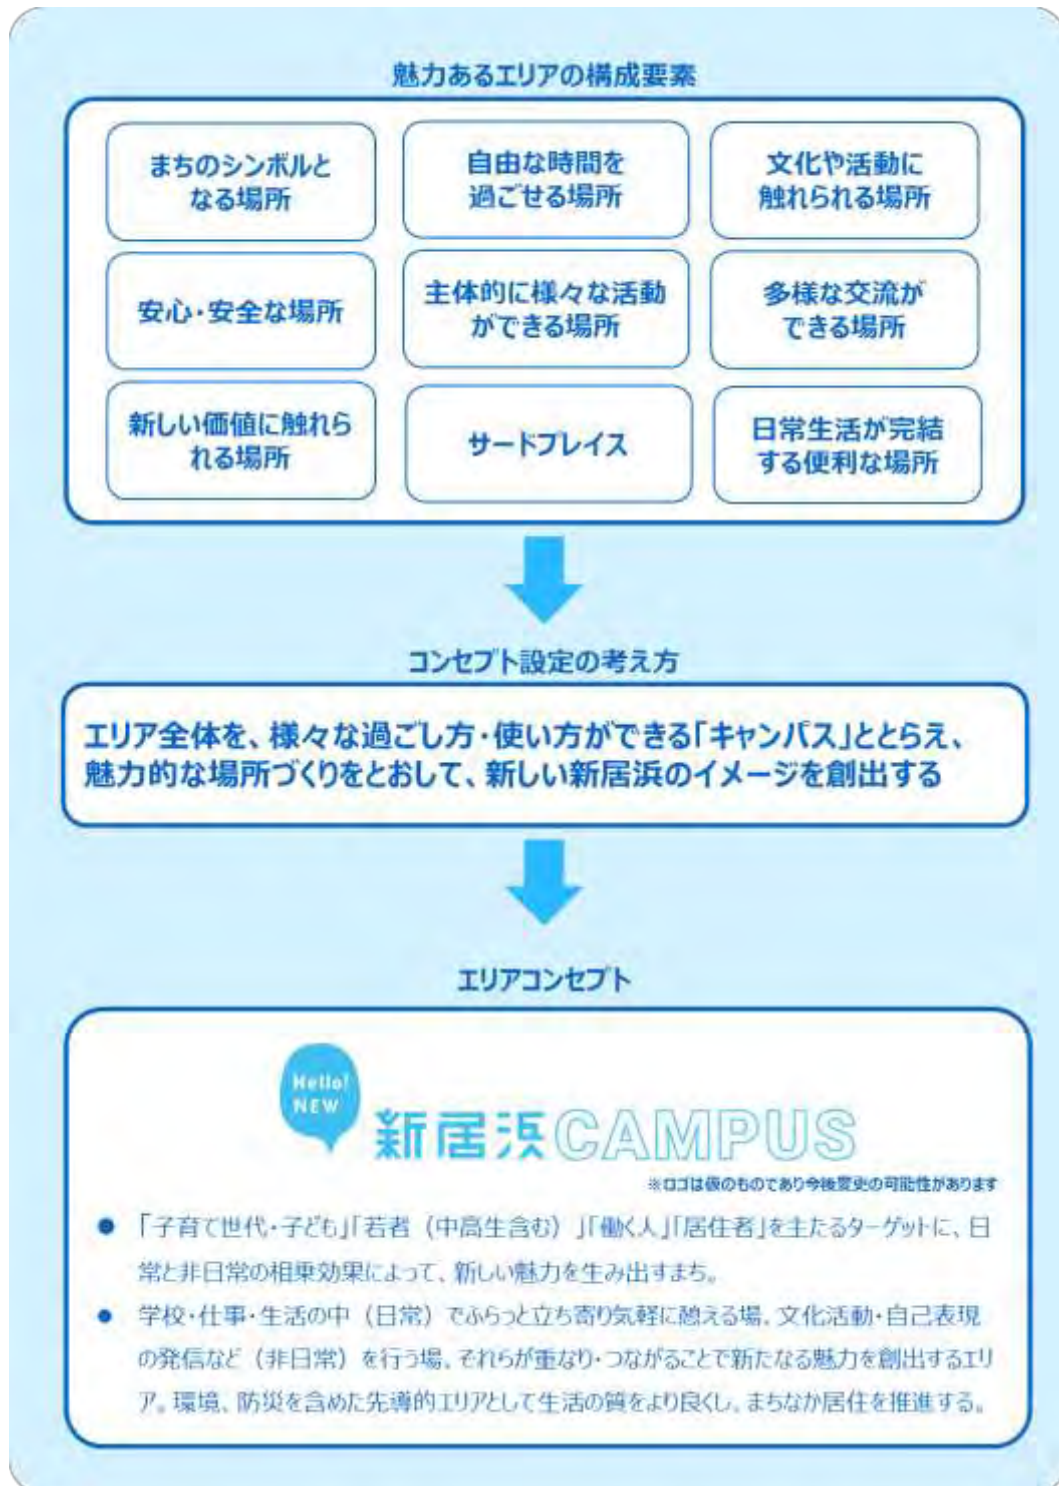 魅力あるエリアの構成要素
まちのシンボルと
なる場所
自由な時間を
過ごせる場所
文化や活動に
触れられる場所
安心・安全な場所
主体的に様々な活動
ができる場所
多様な交流が
できる場所
新しい価値に触れら
れる場所
サードプレイス
日常生活が完結
する便利な場所
コンセプト設定の考え方
エリア全体を、様々な過ごし方・使い方ができる「キャンパス」ととらえ、
魅力的な場所づくりをとおして、新しい新居浜のイメージを創出する
エリアコンセプト
Hello!
NEW
新居浜CAMPUS
※ロゴは仮のものであり今後変更の可能性があります
● 「子育て世代・子ども」「若者（中高生含む）」「働く人」「居住者」を主たるターゲットに、日
常と非日常の相乗効果によって、新しい魅力を生み出すまち。
● 学校・仕事・生活の中（日常）でふらっと立ち寄り気軽に憩える場、文化活動・自己表現
の発信など（非日常）を行う場、それらが重なり・つながることで新たなる魅力を創出するエリ
ア。環境、防災を含めた先導的エリアとして生活の質をより良くし、まちなか居住を推進する。